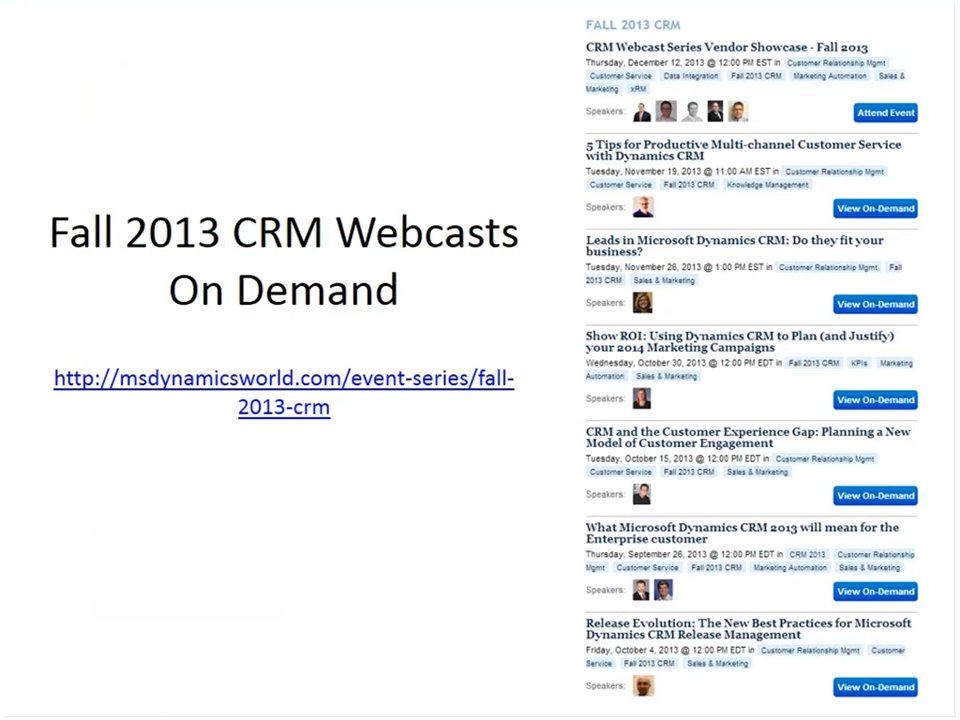 Fall 2013 CRM Webcasts
On Demand
http://msdynamicsworld.com/event-series/fall-
2013-crm
FALL 2013 CRM
CRM Webcast Series Vendor Showcase - Fall 2013
Thursday, December 12, 2013 @ 12:00 PM EST in Customer Relationship Mgmt
Customer Service Data Integration Fall 2013 CRM Marketing Automation Sales &
Marketing xRM
Speakers:
Attend Event
5 Tips for Productive Multi-channel Customer Service
with Dynamics CRM
Tuesday, November 19, 2013 @ 11:00 AM EST in Customer Relationship Mgmt
Customer Service Fall 2013 CRM Knowledge Management
Speakers:
View On-Demand
Leads in Microsoft Dynamics CRM: Do they fit your
business?
Tuesday, November 26, 2013 @ 1:00 PM EST in Customer Relationship Mgmt Fall
2013 CRM Sales & Marketing
Speakers:
View On-Demand
Show ROI: Using Dynamics CRM to Plan (and Justify)
your 2014 Marketing Campaigns
Wednesday, October 30, 2013 @ 12:00 PM EDT in Fall 2013 CRM KPIs Marketing
Automation Sales & Marketing
Speakers:
View On-Demand
CRM and the Customer Experience Gap: Planning a New
Model of Customer Engagement
Tuesday, October 15, 2013 @ 12:00 PM EDT in Customer Relationship Mgmt
Customer Service Fall 2013 CRM Sales & Marketing
Speakers:
View On-Demand
What Microsoft Dynamics CRM 2013 will mean for the
Enterprise customer
Thursday, September 26, 2013 @ 12:00 PM EDT in CRM 2013 Customer Relationship
Mgmt Customer Service Fall 2013 CRM Marketing Automation Sales & Marketing
Speakers:
View On-Demand
Release Evolution: The New Best Practices for Microsoft
Dynamics CRM Release Management
Friday, October 4, 2013 @ 12:00 PM EDT in Customer Relationship Mgmt Customer
Service Fall 2013 CRM Sales & Marketing
Speakers:
View On-Demand